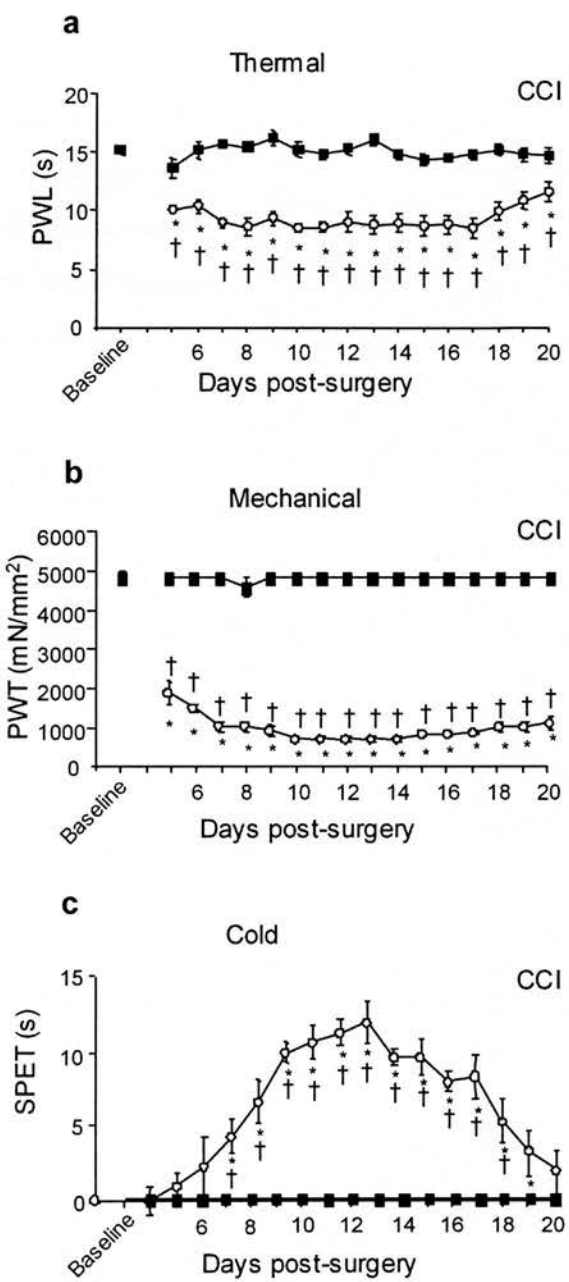 a
Thermal
CCI
PWL (s)
20
15
10
5
0
* * * * * * * * * * * * * * * *
† † † † † † † † † † † † † † † †
Baseline
6 8 10 12 14 16 18 20
Days post-surgery
b
Mechanical
CCI
PWT (mN/mm²)
6000
5000
4000
3000
2000
1000
0
† † † † † † † † † † † † † † † †
* * * * * * * * * * * * * * * *
Baseline
6 8 10 12 14 16 18 20
Days post-surgery
c
Cold
CCI
SPET (s)
15
10
5
0
* * * * * * * * * * * * *
† † † † † † † † † † † †
Baseline
6 8 10 12 14 16 18 20
Days post-surgery